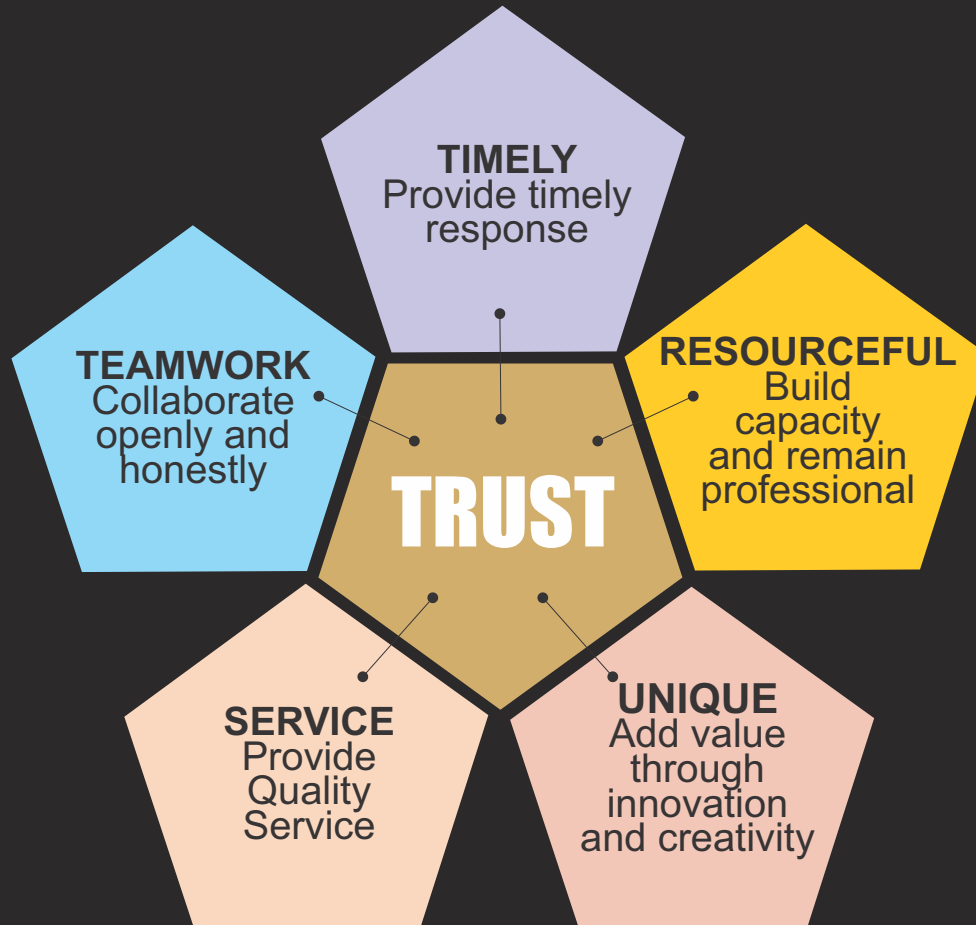 TIMELY
Provide timely
response
TEAMWORK
Collaborate
openly and
honestly
RESOURCEFUL
Build
capacity
and remain
professional
TRUST
SERVICE
Provide
Quality
Service
UNIQUE
Add value
through
innovation
and creativity